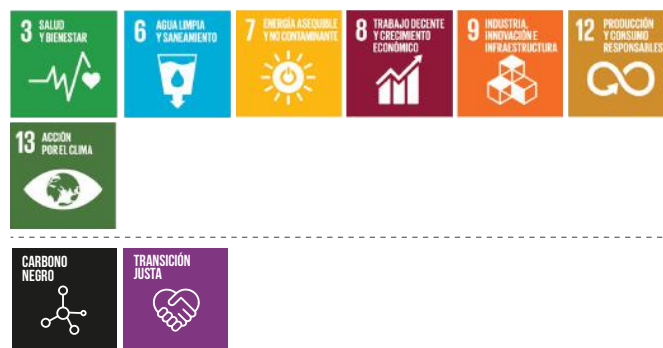 3 SALUD
Y BIENESTAR
6 AGUA LIMPIA
Y SANEAMIENTO
7 ENERGÍA ASEQUIBLE
Y NO CONTAMINANTE
8 TRABAJO DECENTE
Y CRECIMIENTO
ECONÓMICO
9 INDUSTRIA,
INNOVACIÓN E
INFRAESTRUCTURA
12 PRODUCCIÓN
Y CONSUMO
RESPONSABLES
13 ACCIÓN
POR EL CLIMA
CARBONO
NEGRO
TRANSICIÓN
JUSTA